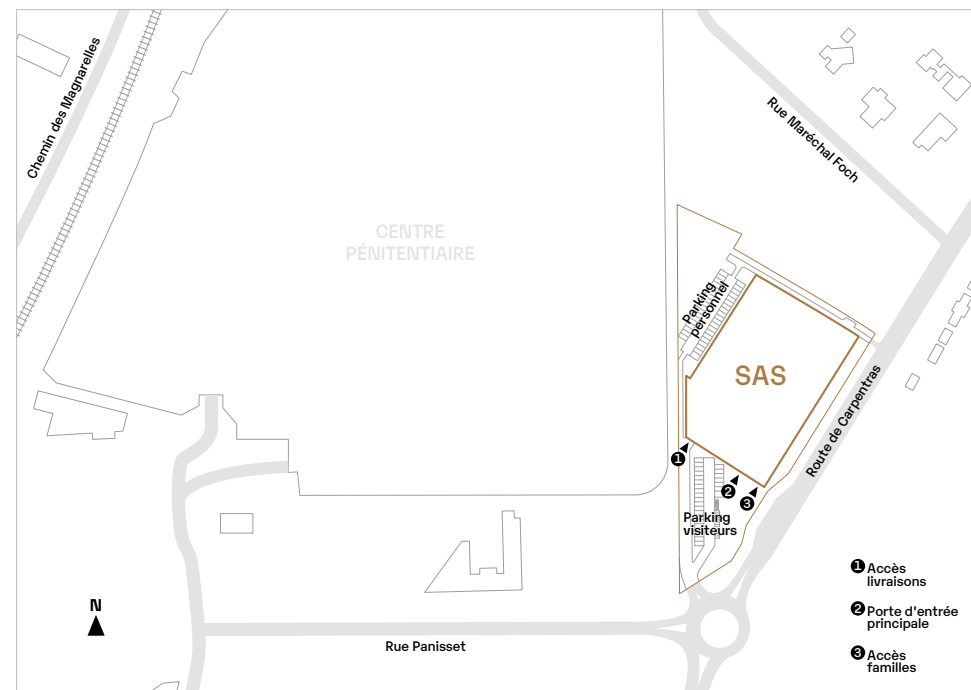 Chemin des Magnarelles
Rue Maréchal Foch
CENTRE
PÉNITENTIAIRE
Parking
personnel
SAS
Route de Carpentras
1
2
3
Parking
visiteurs
N
Rue Panisset
1 Accès
livraisons
2 Porte d'entrée
principale
3 Accès
familles